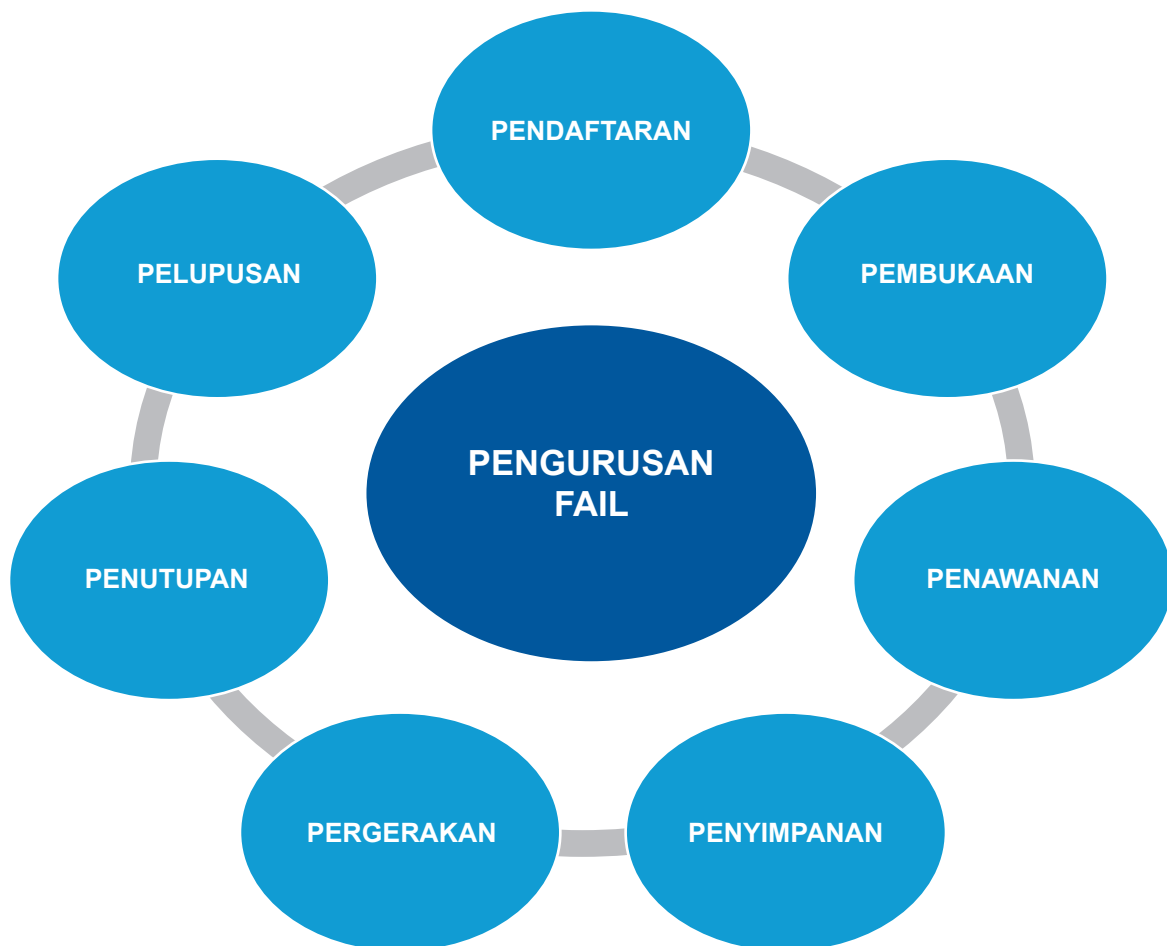 PENDAFTARAN
PEMBUKAAN
PENAWANAN
PENYIMPANAN
PERGERAKAN
PENUTUPAN
PELUPUSAN
PENGURUSAN
FAIL